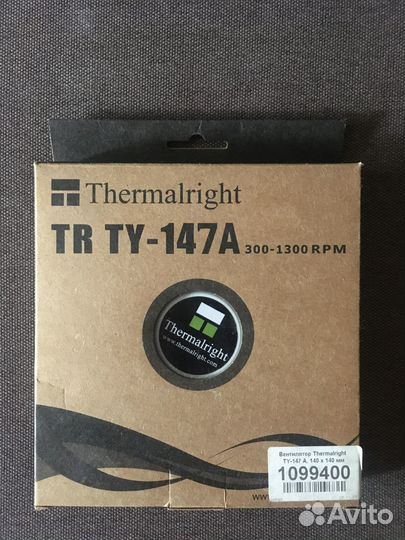 Thermalright
TR TY-147A 300-1300 RPM
Thermalright
www.thermalright.com
Вентилятор Thermalright
TY-147 A, 140 x 140 мм
1099400
www.
Avito